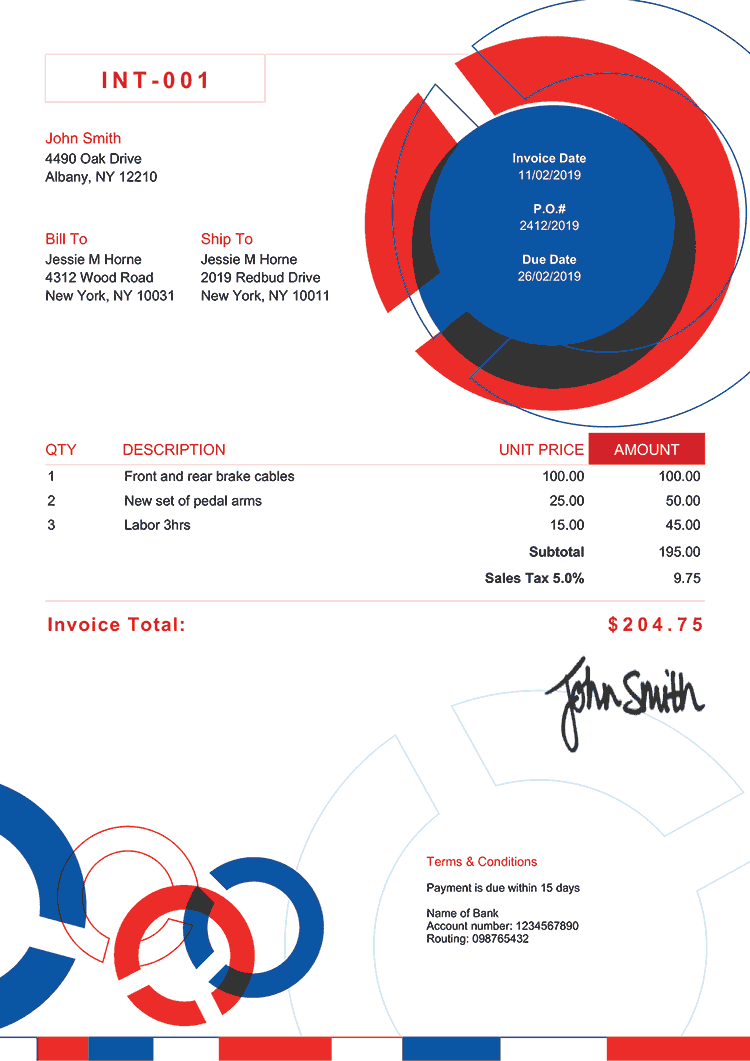 INT-001
John Smith
4490 Oak Drive
Albany, NY 12210
Invoice Date
11/02/2019
P.O.#
2412/2019
Due Date
26/02/2019
Bill To
Jessie M Horne
4312 Wood Road
New York, NY 10031
Ship To
Jessie M Horne
2019 Redbud Drive
New York, NY 10011
QTY DESCRIPTION UNIT PRICE AMOUNT
1 Front and rear brake cables 100.00 100.00
2 New set of pedal arms 25.00 50.00
3 Labor 3hrs 15.00 45.00
Subtotal 195.00
Sales Tax 5.0% 9.75
Invoice Total: $204.75
John Smith
Terms & Conditions
Payment is due within 15 days
Name of Bank
Account number: 1234567890
Routing: 098765432